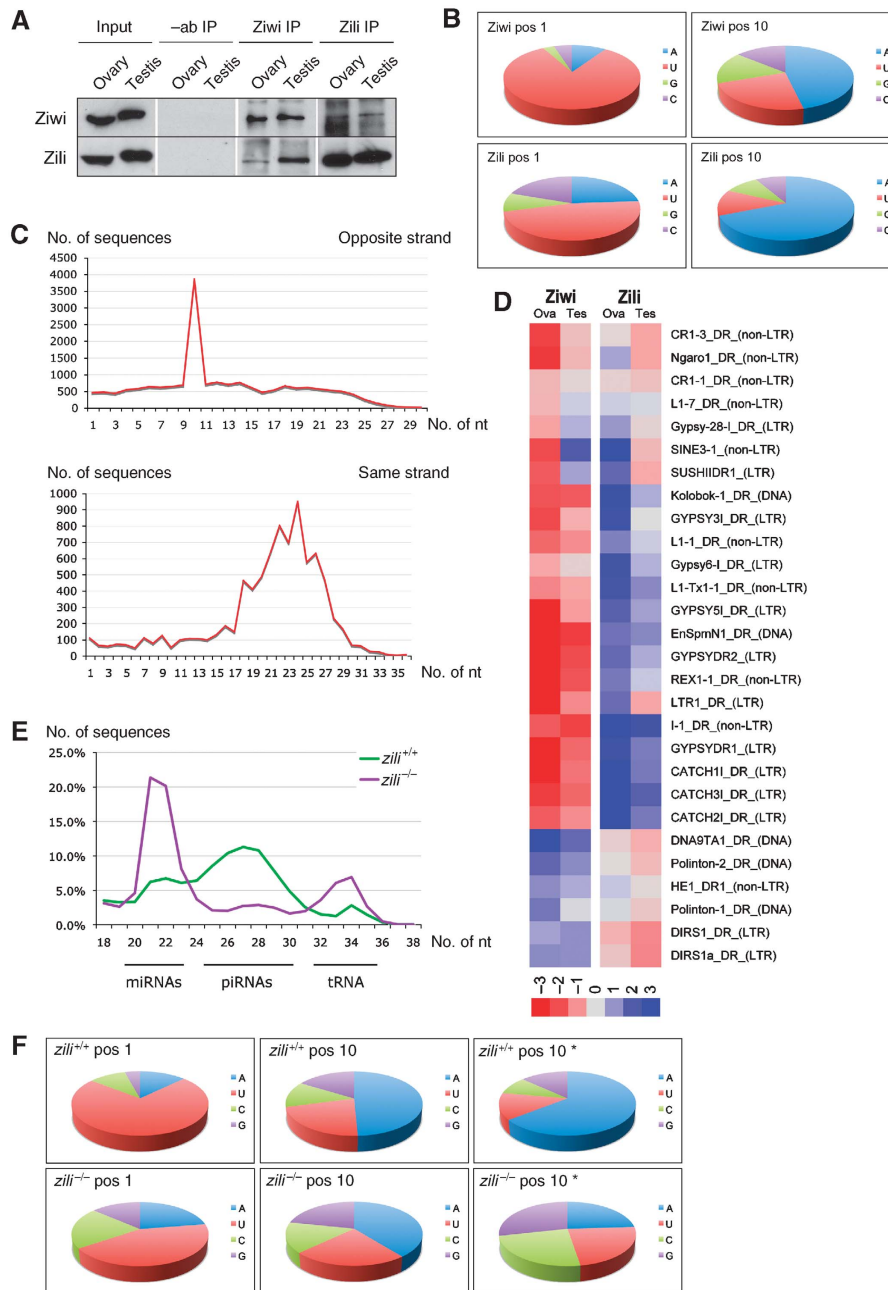 A
Input –ab IP Ziwi IP Zili IP
Ovary Testis Ovary Testis Ovary Testis Ovary Testis
Ziwi
Zili
B
Ziwi pos 1
A
U
G
C
Ziwi pos 10
A
U
G
C
Zili pos 1
A
U
G
C
Zili pos 10
A
U
G
C
C
No. of sequences Opposite strand
4500
4000
3500
3000
2500
2000
1500
1000
500
0
1 3 5 7 9 11 13 15 17 19 21 23 25 27 29 No. of nt
No. of sequences Same strand
1000
900
800
700
600
500
400
300
200
100
0
1 3 5 7 9 11 13 15 17 19 21 23 25 27 29 31 33 35 No. of nt
D
Ziwi Zili
Ova Tes Ova Tes
CR1-3_DR_(non-LTR)
Ngaro1_DR_(non-LTR)
CR1-1_DR_(non-LTR)
L1-7_DR_(non-LTR)
Gypsy-28-I_DR_(LTR)
SINE3-1_(non-LTR)
SUSHIIDR1_(LTR)
Kolobok-1_DR_(DNA)
GYPSY3I_DR_(LTR)
L1-1_DR_(non-LTR)
Gypsy6-I_DR_(LTR)
L1-Tx1-1_DR_(non-LTR)
GYPSY5I_DR_(LTR)
EnSpmN1_DR_(DNA)
GYPSYDR2_(LTR)
REX1-1_DR_(non-LTR)
LTR1_DR_(LTR)
I-1_DR_(non-LTR)
GYPSYDR1_(LTR)
CATCH1I_DR_(LTR)
CATCH3I_DR_(LTR)
CATCH2I_DR_(LTR)
DNA9TA1_DR_(DNA)
Polinton-2_DR_(DNA)
HE1_DR1_(non-LTR)
Polinton-1_DR_(DNA)
DIRS1_DR_(LTR)
DIRS1a_DR_(LTR)
–3 –2 –1 0 1 2 3
E
No. of sequences
25.0%
20.0%
15.0%
10.0%
5.0%
0.0%
zili+/+
zili–/–
18 20 22 24 26 28 30 32 34 36 38 No. of nt
miRNAs piRNAs tRNA
F
zili+/+ pos 1
A
U
C
G
zili+/+ pos 10
A
U
C
G
zili+/+ pos 10 *
A
U
C
G
zili–/– pos 1
A
U
C
G
zili–/– pos 10
A
U
C
G
zili–/– pos 10 *
A
U
C
G